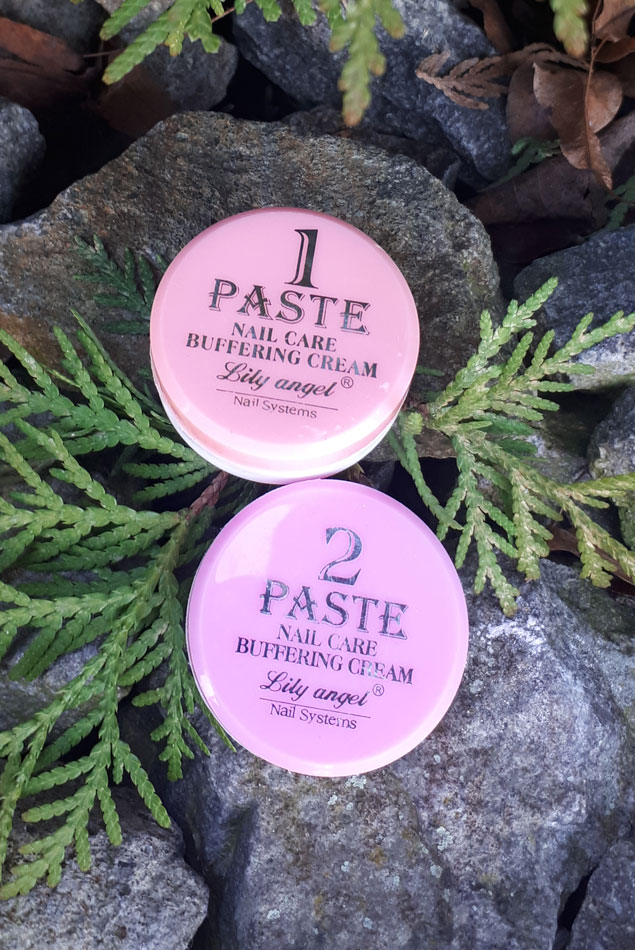 1
PASTE
NAIL CARE
BUFFERING CREAM
Lily angel®
Nail Systems
2
PASTE
NAIL CARE
BUFFERING CREAM
Lily angel®
Nail Systems